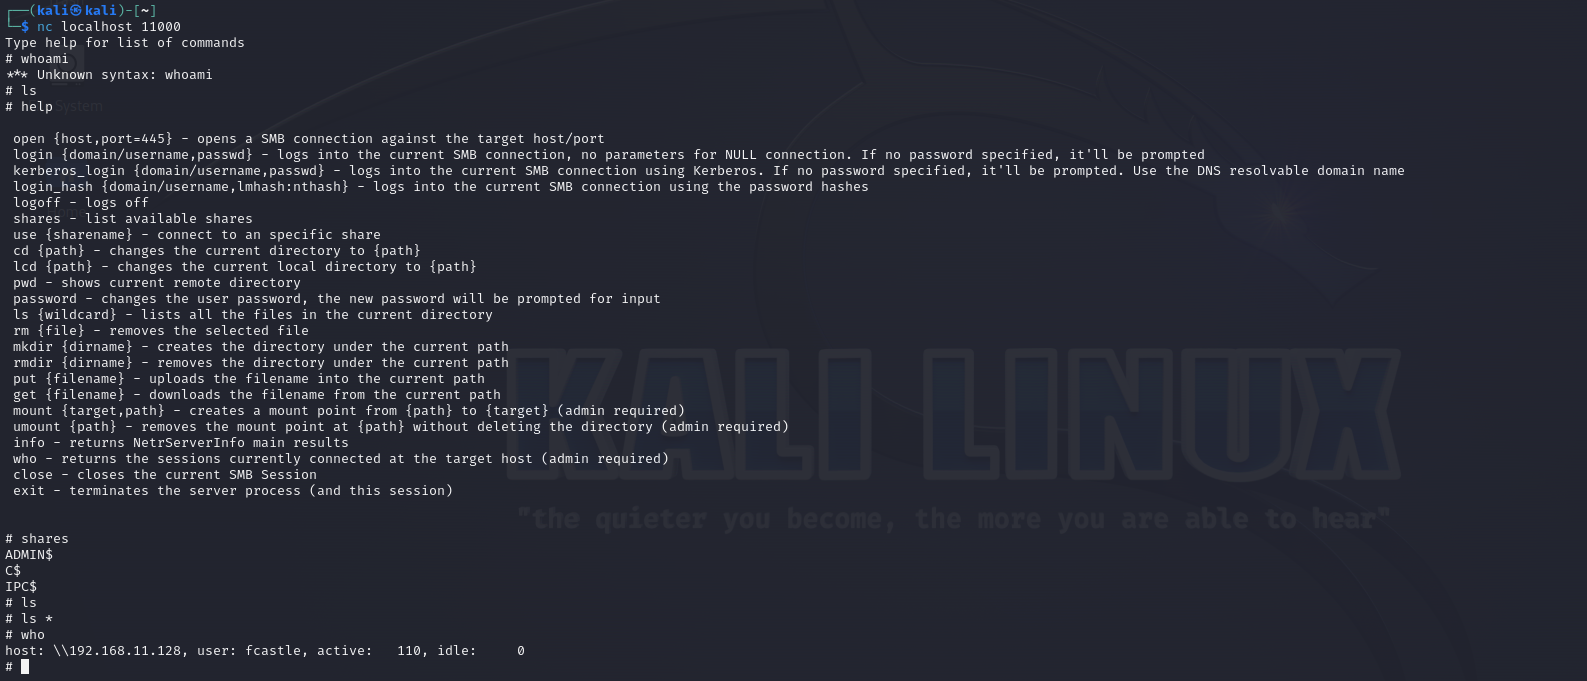 ┌──(kali㉿kali)-[~]
└─$ nc localhost 11000
Type help for list of commands
# whoami
*** Unknown syntax: whoami
# ls
# help
System
open {host,port=445} - opens a SMB connection against the target host/port
login {domain/username,passwd} - logs into the current SMB connection, no parameters for NULL connection. If no password specified, it'll be prompted
kerberos_login {domain/username,passwd} - logs into the current SMB connection using Kerberos. If no password specified, it'll be prompted. Use the DNS resolvable domain name
login_hash {domain/username,lmhash:nthash} - logs into the current SMB connection using the password hashes
logoff - logs off
shares - list available shares
use {sharename} - connect to an specific share
cd {path} - changes the current directory to {path}
lcd {path} - changes the current local directory to {path}
pwd - shows current remote directory
password - changes the user password, the new password will be prompted for input
ls {wildcard} - lists all the files in the current directory
rm {file} - removes the selected file
mkdir {dirname} - creates the directory under the current path
rmdir {dirname} - removes the directory under the current path
put {filename} - uploads the filename into the current path
get {filename} - downloads the filename from the current path
mount {target,path} - creates a mount point from {path} to {target} (admin required)
umount {path} - removes the mount point at {path} without deleting the directory (admin required)
info - returns NetrServerInfo main results
who - returns the sessions currently connected at the target host (admin required)
close - closes the current SMB Session
exit - terminates the server process (and this session)
KALI LINUX
"the quieter you become, the more you are able to hear"
# shares
ADMIN$
C$
IPC$
# ls
# ls *
# who
host: \\192.168.11.128, user: fcastle, active:   110, idle:     0
#